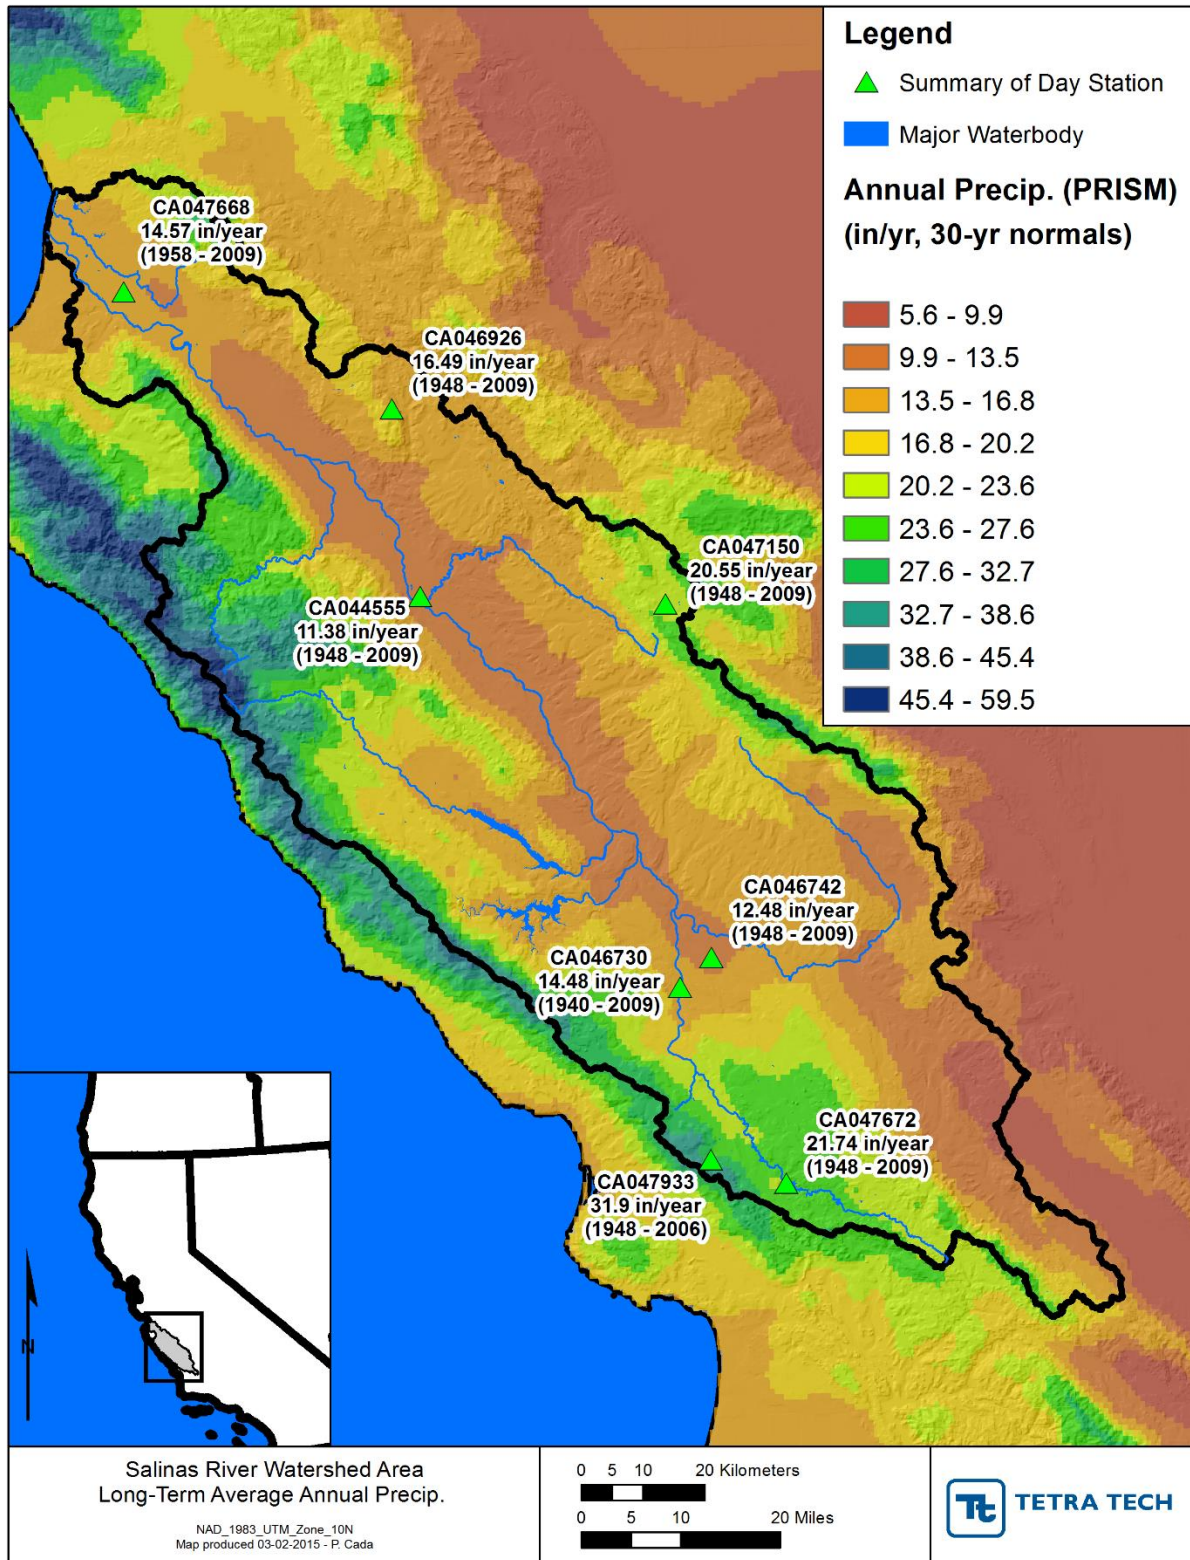 Legend
Summary of Day Station
Major Waterbody
Annual Precip. (PRISM)
(in/yr, 30-yr normals)
5.6 - 9.9
9.9 - 13.5
13.5 - 16.8
16.8 - 20.2
20.2 - 23.6
23.6 - 27.6
27.6 - 32.7
32.7 - 38.6
38.6 - 45.4
45.4 - 59.5
CA047668
14.57 in/year
(1958 - 2009)
CA046926
16.49 in/year
(1948 - 2009)
CA047150
20.55 in/year
(1948 - 2009)
CA044555
11.38 in/year
(1948 - 2009)
CA046742
12.48 in/year
(1948 - 2009)
CA046730
14.48 in/year
(1940 - 2009)
CA047672
21.74 in/year
(1948 - 2009)
CA047933
31.9 in/year
(1948 - 2006)
N
Salinas River Watershed Area
Long-Term Average Annual Precip.
NAD_1983_UTM_Zone_10N
Map produced 03-02-2015 - P. Cada
0 5 10 20 Kilometers
0 5 10 20 Miles
Tt TETRA TECH